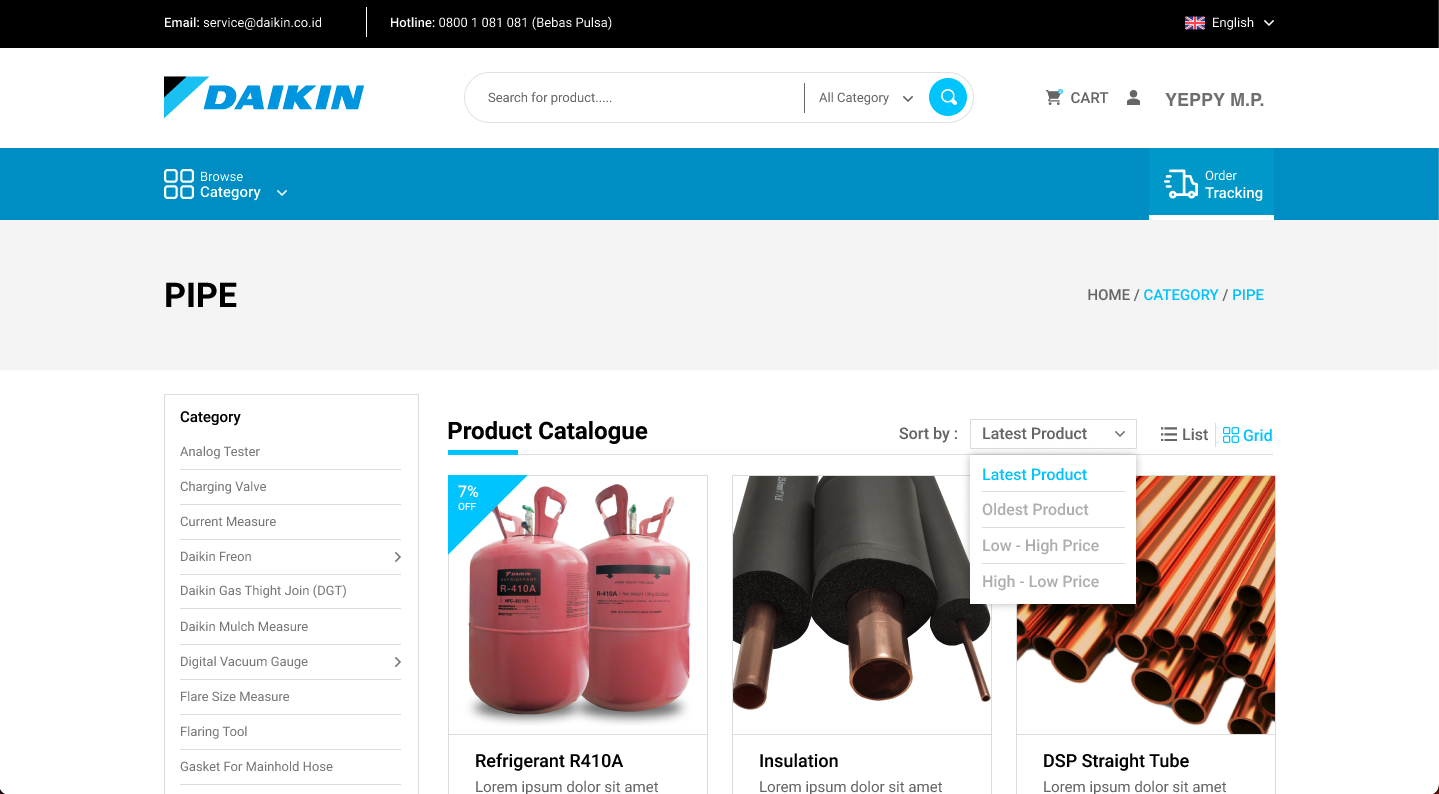 Email: service@daikin.co.id
Hotline: 0800 1 081 081 (Bebas Pulsa)
English
DAIKIN
Search for product.....
All Category
CART
YEPPY M.P.
Browse
Category
Order
Tracking
PIPE
HOME / CATEGORY / PIPE
Category
Analog Tester
Charging Valve
Current Measure
Daikin Freon
Daikin Gas Thight Join (DGT)
Daikin Mulch Measure
Digital Vacuum Gauge
Flare Size Measure
Flaring Tool
Gasket For Mainhold Hose
Product Catalogue
Sort by :
Latest Product
List
Grid
Latest Product
Oldest Product
Low - High Price
High - Low Price
7%
OFF
DAIKIN
REFRIGERANT
R-410A
R-410A
Refrigerant R410A
Lorem ipsum dolor sit amet
Insulation
Lorem ipsum dolor sit amet
DSP Straight Tube
Lorem ipsum dolor sit amet